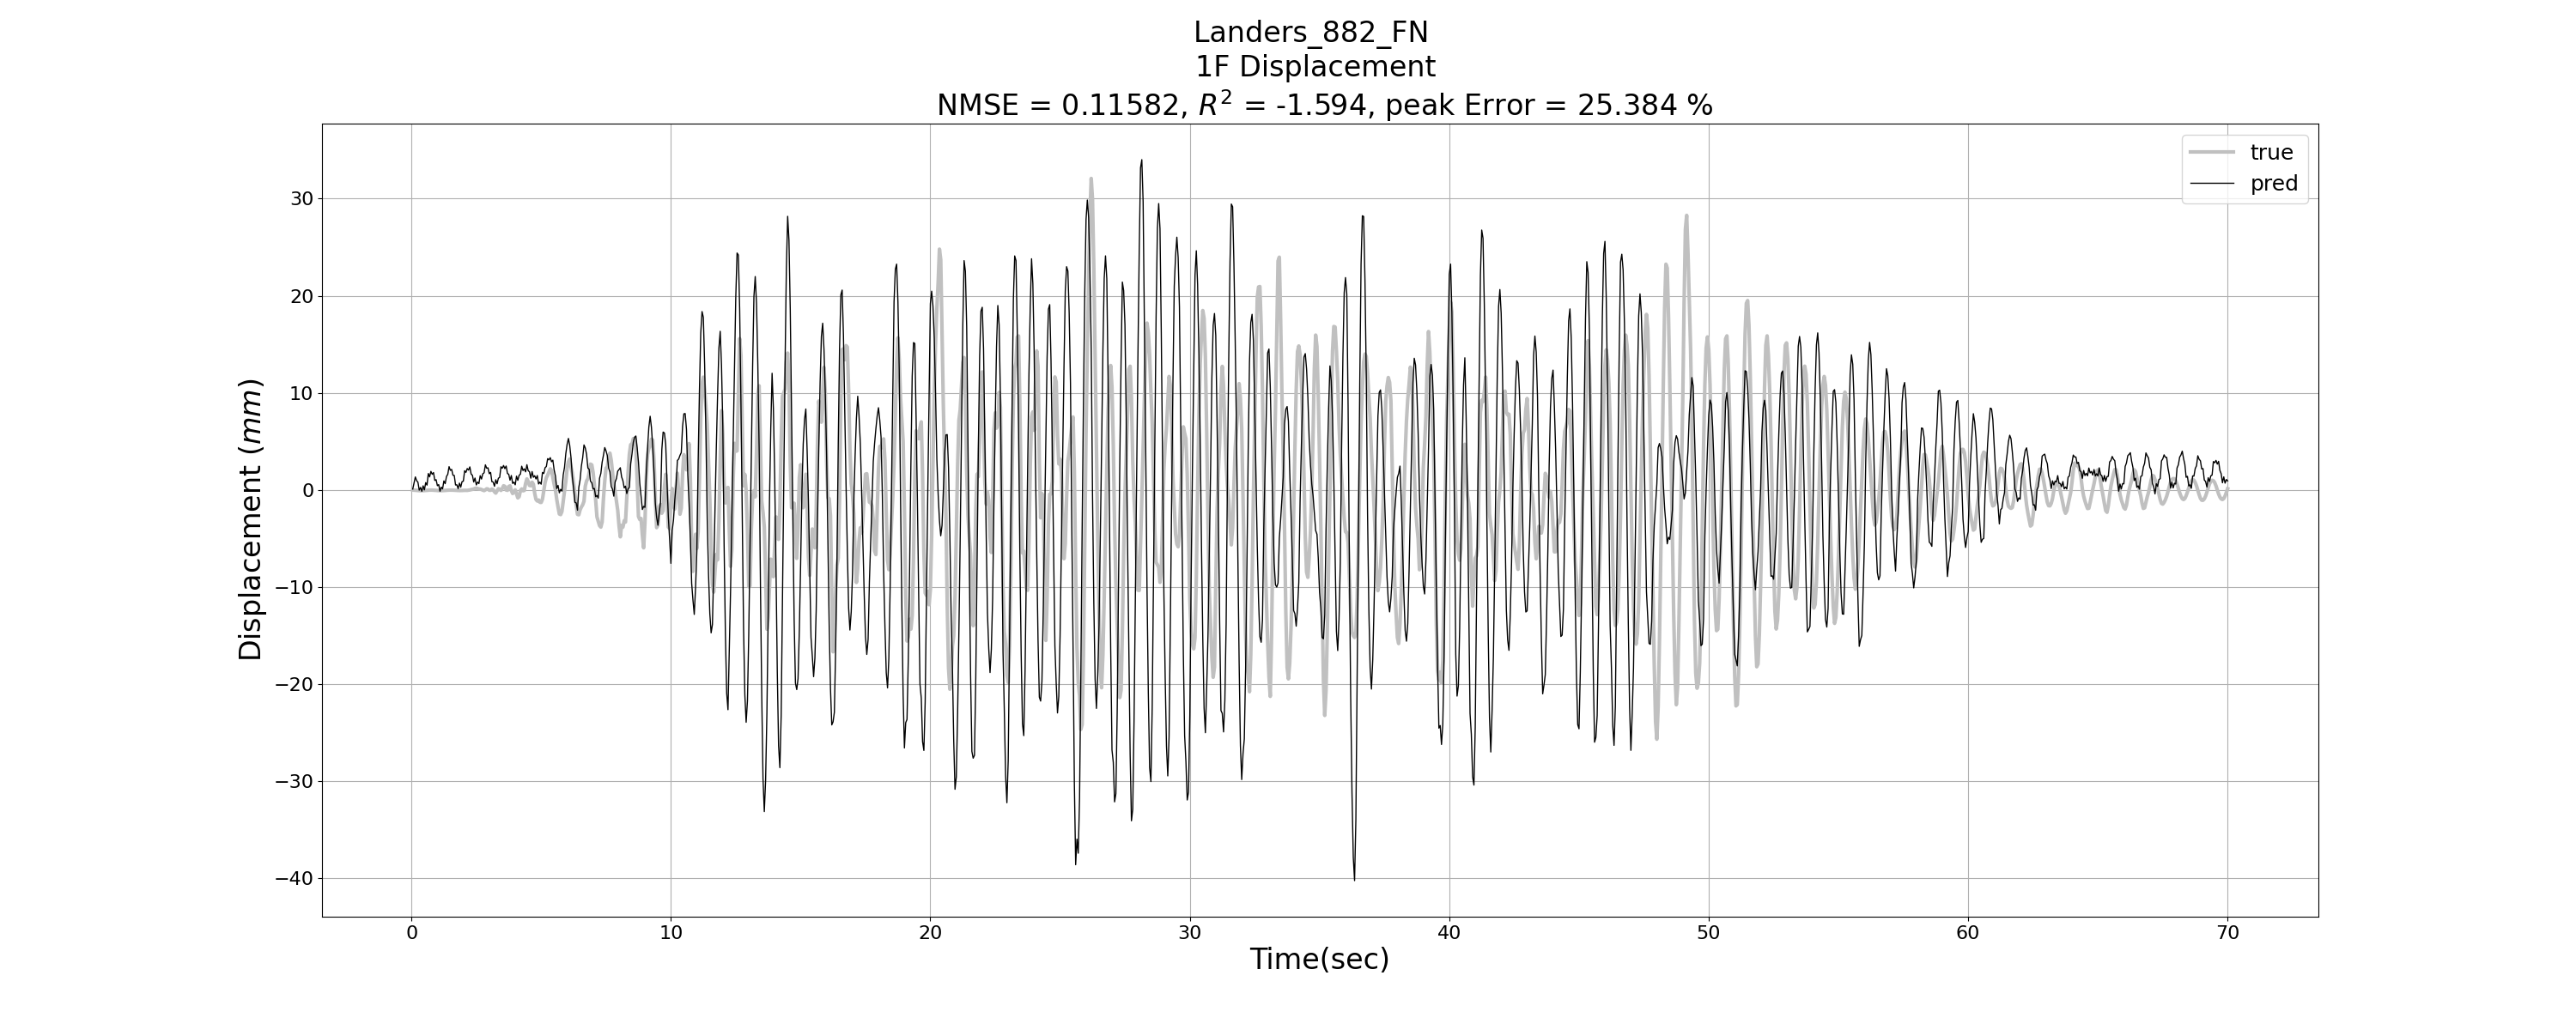 Landers_882_FN
1F Displacement
NMSE = 0.11582, R² = -1.594, peak Error = 25.384 %
true
pred
Displacement (mm)
30
20
10
0
−10
−20
−30
−40
0 10 20 30 40 50 60 70
Time(sec)